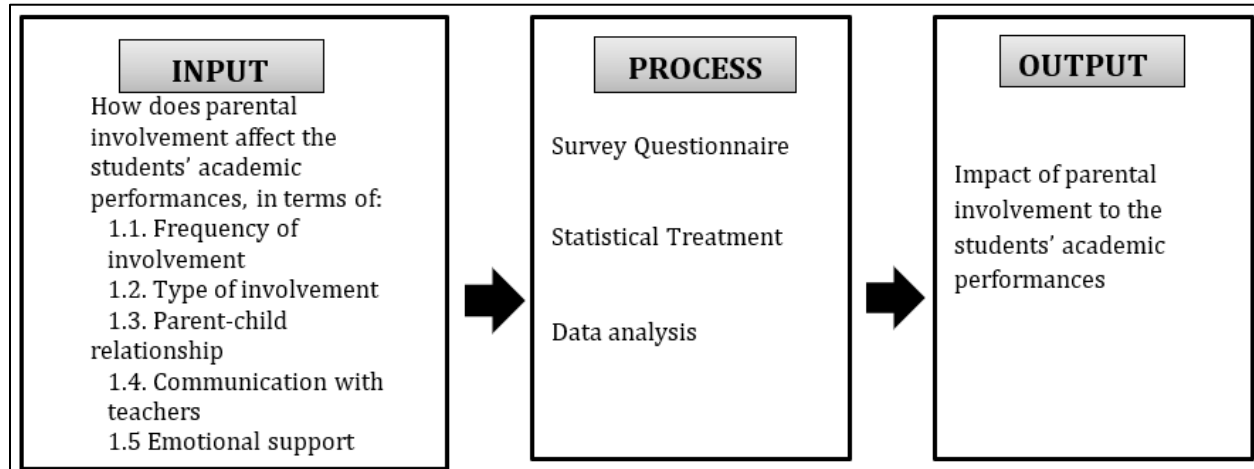 INPUT
How does parental
involvement affect the
students’ academic
performances, in terms of:
1.1. Frequency of
involvement
1.2. Type of involvement
1.3. Parent-child
relationship
1.4. Communication with
teachers
1.5 Emotional support
PROCESS
Survey Questionnaire
Statistical Treatment
Data analysis
OUTPUT
Impact of parental
involvement to the
students’ academic
performances